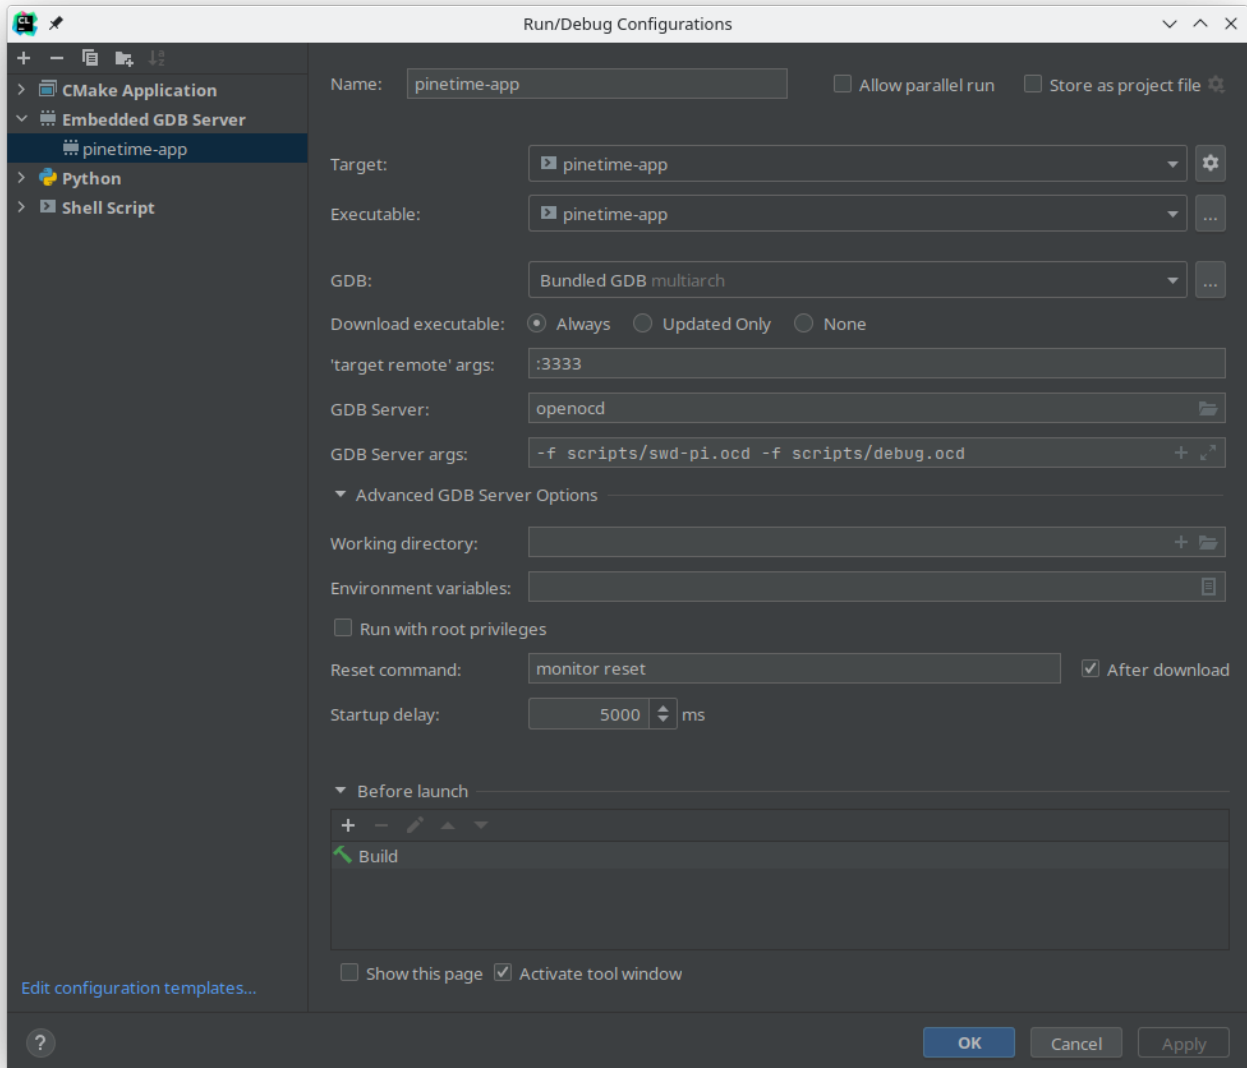 Run/Debug Configurations
CMake Application
Embedded GDB Server
pinetime-app
Python
Shell Script
Edit configuration templates...
Name: pinetime-app Allow parallel run Store as project file
Target: pinetime-app
Executable: pinetime-app ...
GDB: Bundled GDB multiarch ...
Download executable: Always Updated Only None
'target remote' args: :3333
GDB Server: openocd
GDB Server args: -f scripts/swd-pi.ocd -f scripts/debug.ocd
Advanced GDB Server Options
Working directory:
Environment variables:
Run with root privileges
Reset command: monitor reset After download
Startup delay: 5000 ms
Before launch
Build
Show this page Activate tool window
? OK Cancel Apply